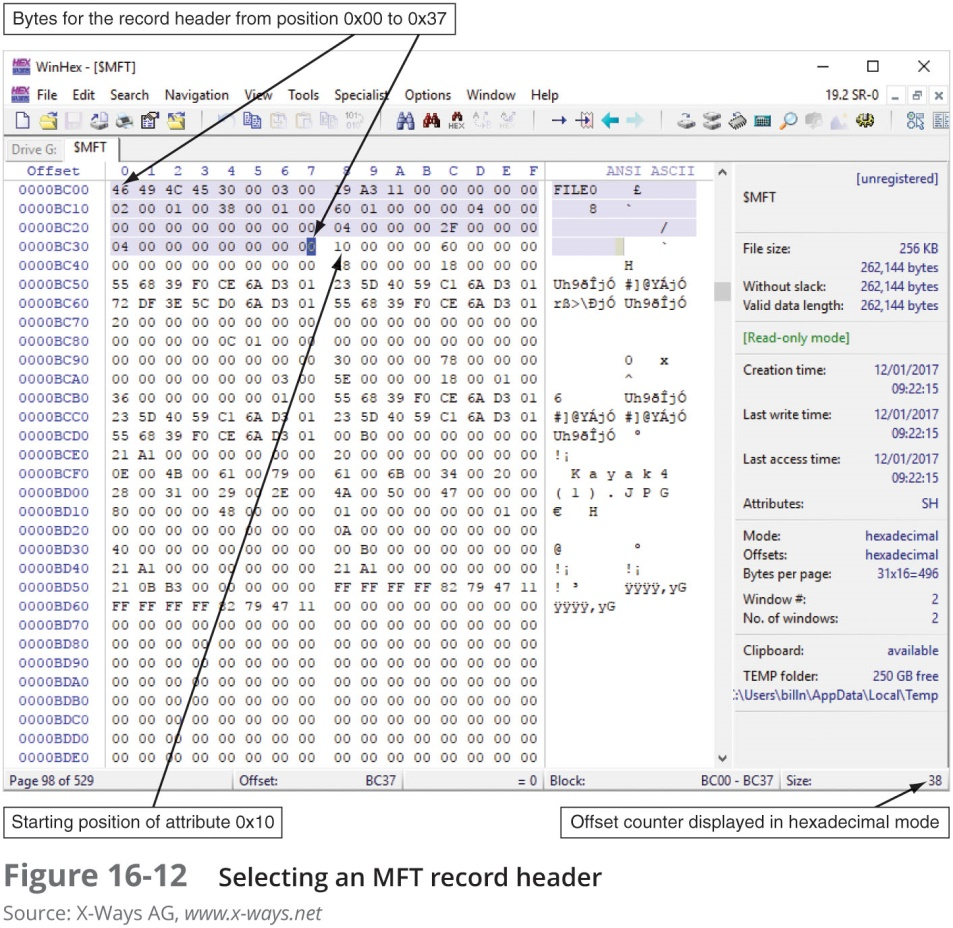 Bytes for the record header from position 0x00 to 0x37
WinHex - [$MFT]
File Edit Search Navigation View Tools Specialist Options Window Help 19.2 SR-0
Drive G: $MFT
Offset 0 1 2 3 4 5 6 7 8 9 A B C D E F ANSI ASCII
0000BC00 46 49 4C 45 30 00 03 00 19 A3 11 00 00 00 00 00 FILE0 £
0000BC10 02 00 01 00 38 00 01 00 60 01 00 00 00 04 00 00 8 `
0000BC20 00 00 00 00 00 00 00 00 04 00 00 00 2F 00 00 00 /
0000BC30 04 00 00 00 00 00 00 00 10 00 00 00 60 00 00 00 `
0000BC40 00 00 00 00 00 00 00 00 48 00 00 00 18 00 00 00 H
0000BC50 55 68 39 F0 CE 6A D3 01 23 5D 40 59 C1 6A D3 01 Uh9ðÎjÓ #]@YÁjÓ
0000BC60 72 DF 3E 5C D0 6A D3 01 55 68 39 F0 CE 6A D3 01 rß>\ÐjÓ Uh9ðÎjÓ
0000BC70 20 00 00 00 00 00 00 00 00 00 00 00 00 00 00 00
0000BC80 00 00 00 00 0C 01 00 00 00 00 00 00 00 00 00 00
0000BC90 00 00 00 00 00 00 00 00 30 00 00 00 78 00 00 00 0 x
0000BCA0 00 00 00 00 00 00 03 00 5E 00 00 00 18 00 01 00 ^
0000BCB0 36 00 00 00 00 00 01 00 55 68 39 F0 CE 6A D3 01 6 Uh9ðÎjÓ
0000BCC0 23 5D 40 59 C1 6A D3 01 23 5D 40 59 C1 6A D3 01 #]@YÁjÓ #]@YÁjÓ
0000BCD0 55 68 39 F0 CE 6A D3 01 00 B0 00 00 00 00 00 00 Uh9ðÎjÓ °
0000BCE0 21 A1 00 00 00 00 00 00 20 00 00 00 00 00 00 00 !¡
0000BCF0 0E 00 4B 00 61 00 79 00 61 00 6B 00 34 00 20 00 K a y a k 4
0000BD00 28 00 31 00 29 00 2E 00 4A 00 50 00 47 00 00 00 ( 1 ) . J P G
0000BD10 80 00 00 00 48 00 00 00 01 00 00 00 00 00 01 00 € H
0000BD20 00 00 00 00 00 00 00 00 0A 00 00 00 00 00 00 00
0000BD30 40 00 00 00 00 00 00 00 00 B0 00 00 00 00 00 00 @ °
0000BD40 21 A1 00 00 00 00 00 00 21 A1 00 00 00 00 00 00 !¡ !¡
0000BD50 21 0B B3 00 00 00 00 00 FF FF FF FF 82 79 47 11 ! ³ ÿÿÿÿ‚yG
0000BD60 FF FF FF FF 82 79 47 11 00 00 00 00 00 00 00 00 ÿÿÿÿ‚yG
0000BD70 00 00 00 00 00 00 00 00 00 00 00 00 00 00 00 00
0000BD80 00 00 00 00 00 00 00 00 00 00 00 00 00 00 00 00
0000BD90 00 00 00 00 00 00 00 00 00 00 00 00 00 00 00 00
0000BDA0 00 00 00 00 00 00 00 00 00 00 00 00 00 00 00 00
0000BDB0 00 00 00 00 00 00 00 00 00 00 00 00 00 00 00 00
0000BDC0 00 00 00 00 00 00 00 00 00 00 00 00 00 00 00 00
0000BDD0 00 00 00 00 00 00 00 00 00 00 00 00 00 00 00 00
0000BDE0 00 00 00 00 00 00 00 00 00 00 00 00 00 00 00 00
[unregistered]
$MFT
File size: 256 KB
262,144 bytes
Without slack: 262,144 bytes
Valid data length: 262,144 bytes
[Read-only mode]
Creation time: 12/01/2017
09:22:15
Last write time: 12/01/2017
09:22:15
Last access time: 12/01/2017
09:22:15
Attributes: SH
Mode: hexadecimal
Offsets: hexadecimal
Bytes per page: 31x16=496
Window #: 2
No. of windows: 2
Clipboard: available
TEMP folder: 250 GB free
:\Users\billn\AppData\Local\Temp
Page 98 of 529 Offset: BC37 = 0 Block: BC00 - BC37 Size: 38
Starting position of attribute 0x10
Offset counter displayed in hexadecimal mode
Figure 16-12 Selecting an MFT record header
Source: X-Ways AG, www.x-ways.net